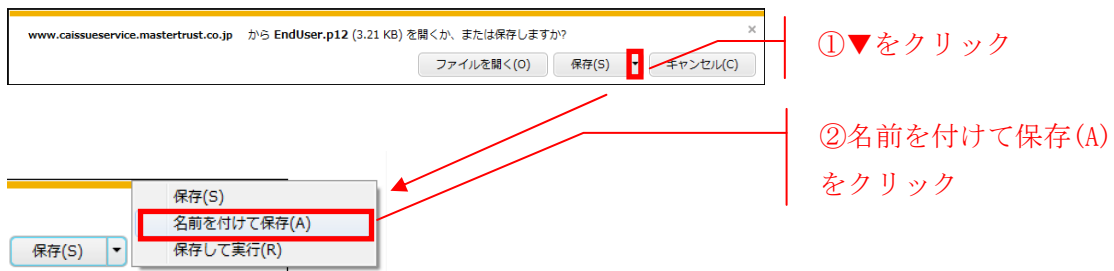 www.caissueservice.mastertrust.co.jp から EndUser.p12 (3.21 KB) を開くか、または保存しますか?
×
ファイルを開く(O) 保存(S) ▼ キャンセル(C)
①▼をクリック
②名前を付けて保存(A)
をクリック
保存(S)
名前を付けて保存(A)
保存して実行(R)
保存(S) ▼